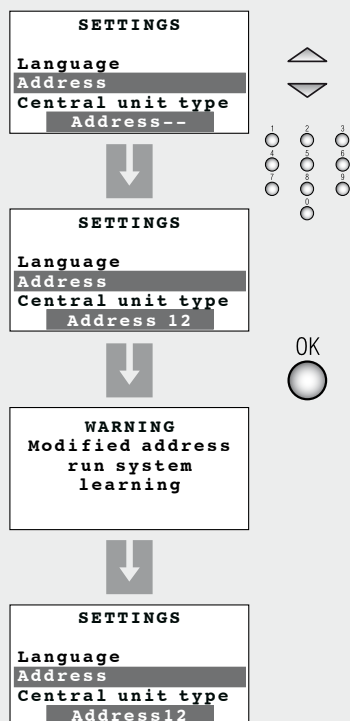 SETTINGS
Language
Address
Central unit type
Address--
1 2 3
4 5 6
7 8 9
0
SETTINGS
Language
Address
Central unit type
Address 12
OK
WARNING
Modified address
run system
learning
SETTINGS
Language
Address
Central unit type
Address12